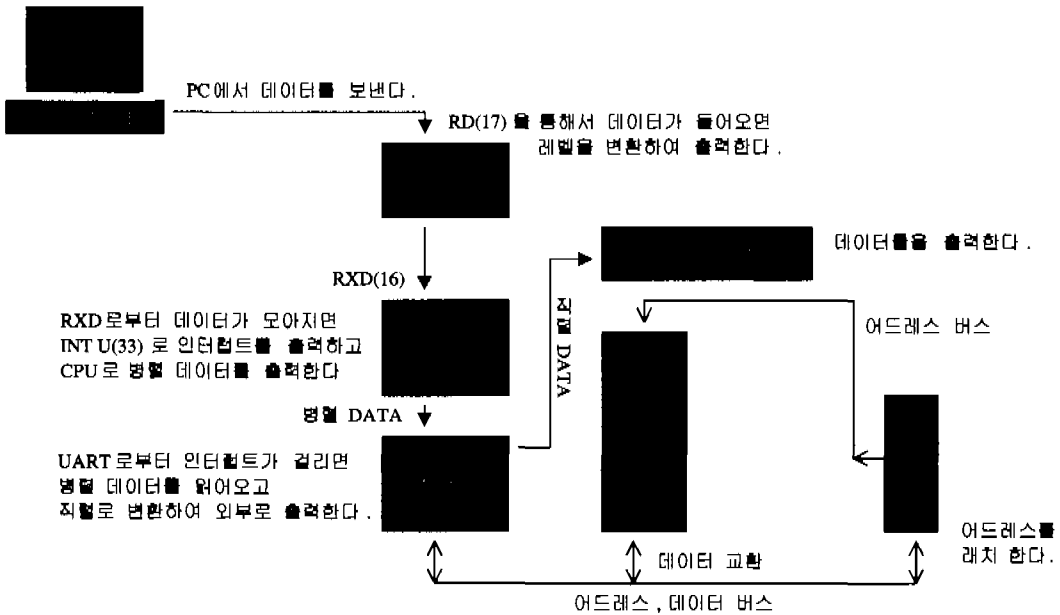 PC에서 데이터를 보낸다.
RD(17)을 통해서 데이터가 들어오면
레벨을 변환하여 출력한다.
데이터를을 출력한다.
RXD(16)
직렬 DATA
어드레스 버스
RXD로부터 데이터가 모아지면
INT U(33) 로 인터럽트를 출력하고
CPU로 병렬 데이터를 출력한다
병렬 DATA
UART로부터 인터럽트가 걸리면
병렬 데이터를 읽어오고
직렬로 변환하여 외부로 출력한다.
어드레스를
래치 한다.
데이터 교환
어드레스, 데이터 버스